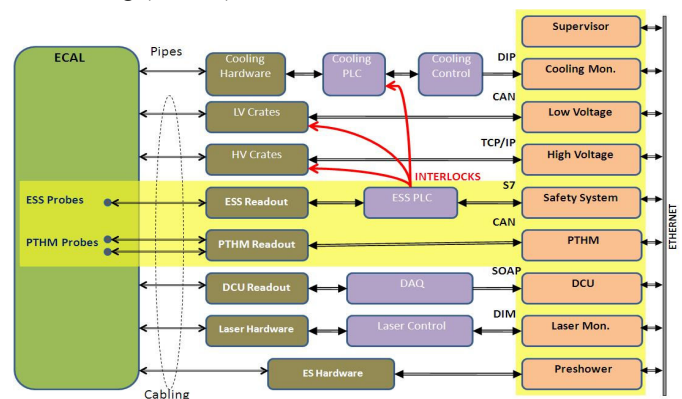 Supervisor
ECAL
Pipes
Cooling
Hardware
Cooling
PLC
Cooling
Control
DIP
Cooling Mon.
CAN
LV Crates
Low Voltage
TCP/IP
HV Crates
High Voltage
INTERLOCKS
S7
ESS Probes
ESS Readout
ESS PLC
Safety System
CAN
PTHM Probes
PTHM Readout
PTHM
ETHERNET
SOAP
DCU Readout
DAQ
DCU
DIM
Laser Hardware
Laser Control
Laser Mon.
ES Hardware
Preshower
Cabling